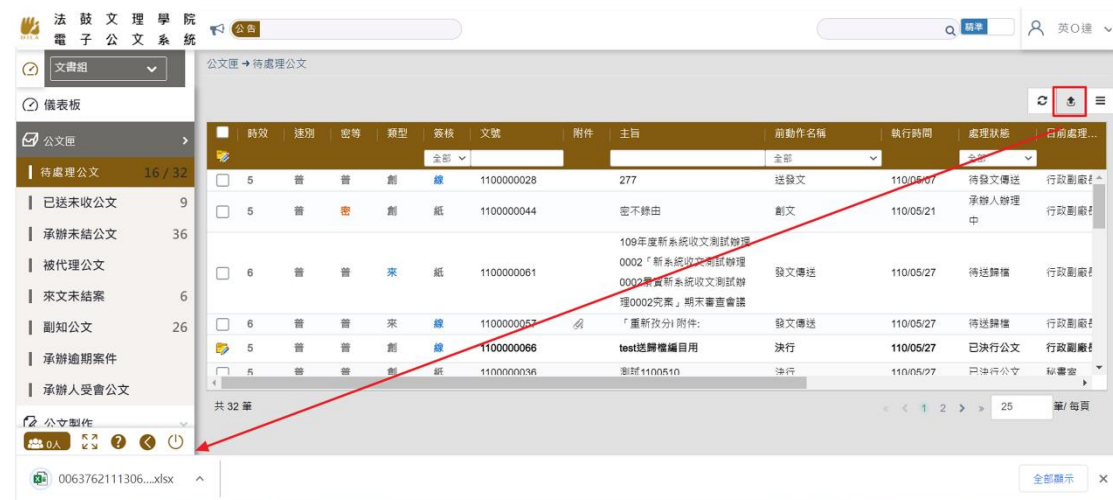 法鼓文理學院
電子公文系統
公告
精準
英O達
文書組
公文匣 → 待處理公文
儀表板
公文匣
待處理公文 16 / 32
已送未收公文 9
承辦未結公文 36
被代理公文
來文未結案 6
副知公文 26
承辦逾期案件
承辦人受會公文
公文製作
0人
時效 速別 密等 類型 簽核 文號 附件 主旨 前動作名稱 執行時間 處理狀態 目前處理...
全部 全部 全部
5 普 普 創 線 1100000028 277 送發文 110/05/07 待發文傳送 行政副廠長
5 普 密 創 紙 1100000044 密不錄由 創文 110/05/21 承辦人辦理中 行政副廠長
6 普 普 來 紙 1100000061 109年度新系統收文測試辦理
0002「新系統收文測試辦理
0002景賀新系統收文測試辦
理0002究案」期末審查會議 發文傳送 110/05/27 待送歸檔 行政副廠長
6 普 普 來 線 1100000057 「重新孜分i附件: 發文傳送 110/05/27 待送歸檔 行政副廠長
5 普 普 創 線 1100000066 test送歸檔編目用 決行 110/05/27 已決行公文 行政副廠長
5 普 普 創 紙 1100000036 測試1100510 決行 110/05/27 已決行公文 秘書室
共 32 筆
« < 1 2 > » 25 筆/ 每頁
0063762111306....xlsx
全部顯示